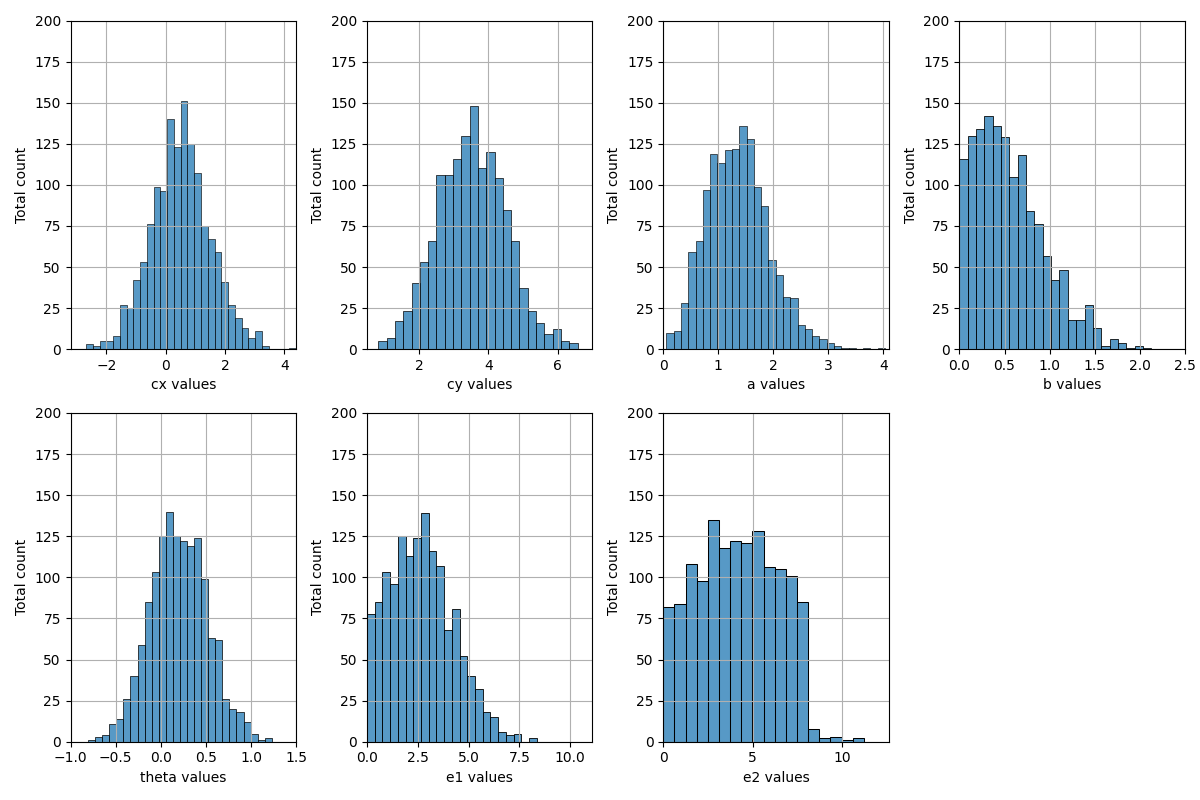 200 200 200 200
175 175 175 175
150 150 150 150
125 125 125 125
100 100 100 100
75 75 75 75
50 50 50 50
25 25 25 25
0 0 0 0
Total count Total count Total count Total count
−2 0 2 4 2 4 6 0 1 2 3 4 0.0 0.5 1.0 1.5 2.0 2.5
cx values cy values a values b values
200 200 200
175 175 175
150 150 150
125 125 125
100 100 100
75 75 75
50 50 50
25 25 25
0 0 0
Total count Total count Total count
−1.0 −0.5 0.0 0.5 1.0 1.5 0.0 2.5 5.0 7.5 10.0 0 5 10
theta values e1 values e2 values